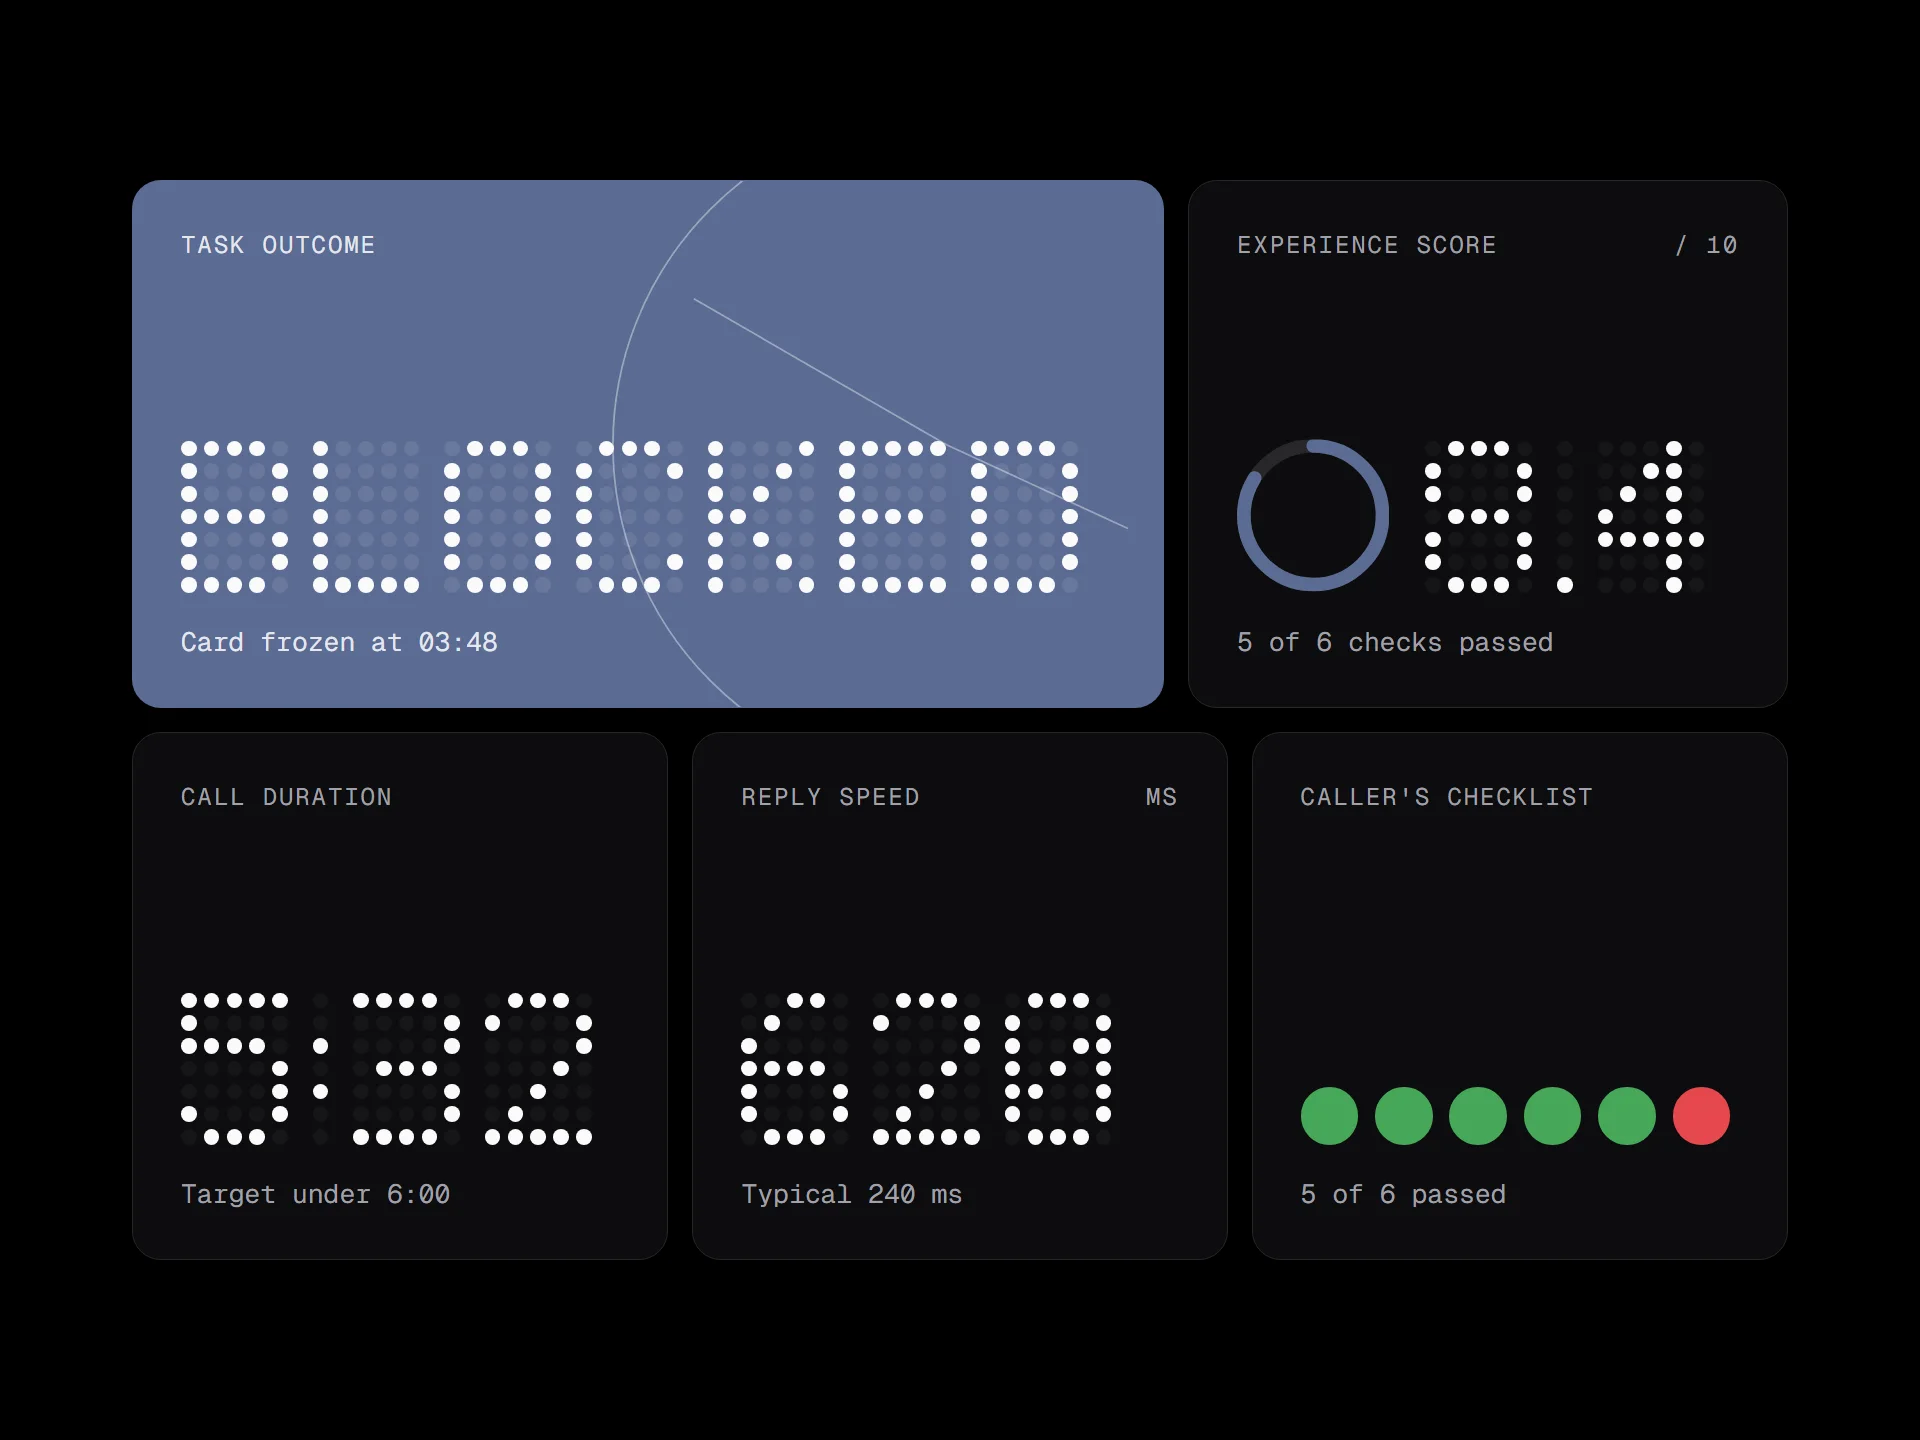 TASK OUTCOME
BLOCKED
Card frozen at 03:48
EXPERIENCE SCORE
/ 10
8.4
5 of 6 checks passed
CALL DURATION
5:32
Target under 6:00
REPLY SPEED
MS
620
Typical 240 ms
CALLER'S CHECKLIST
5 of 6 passed